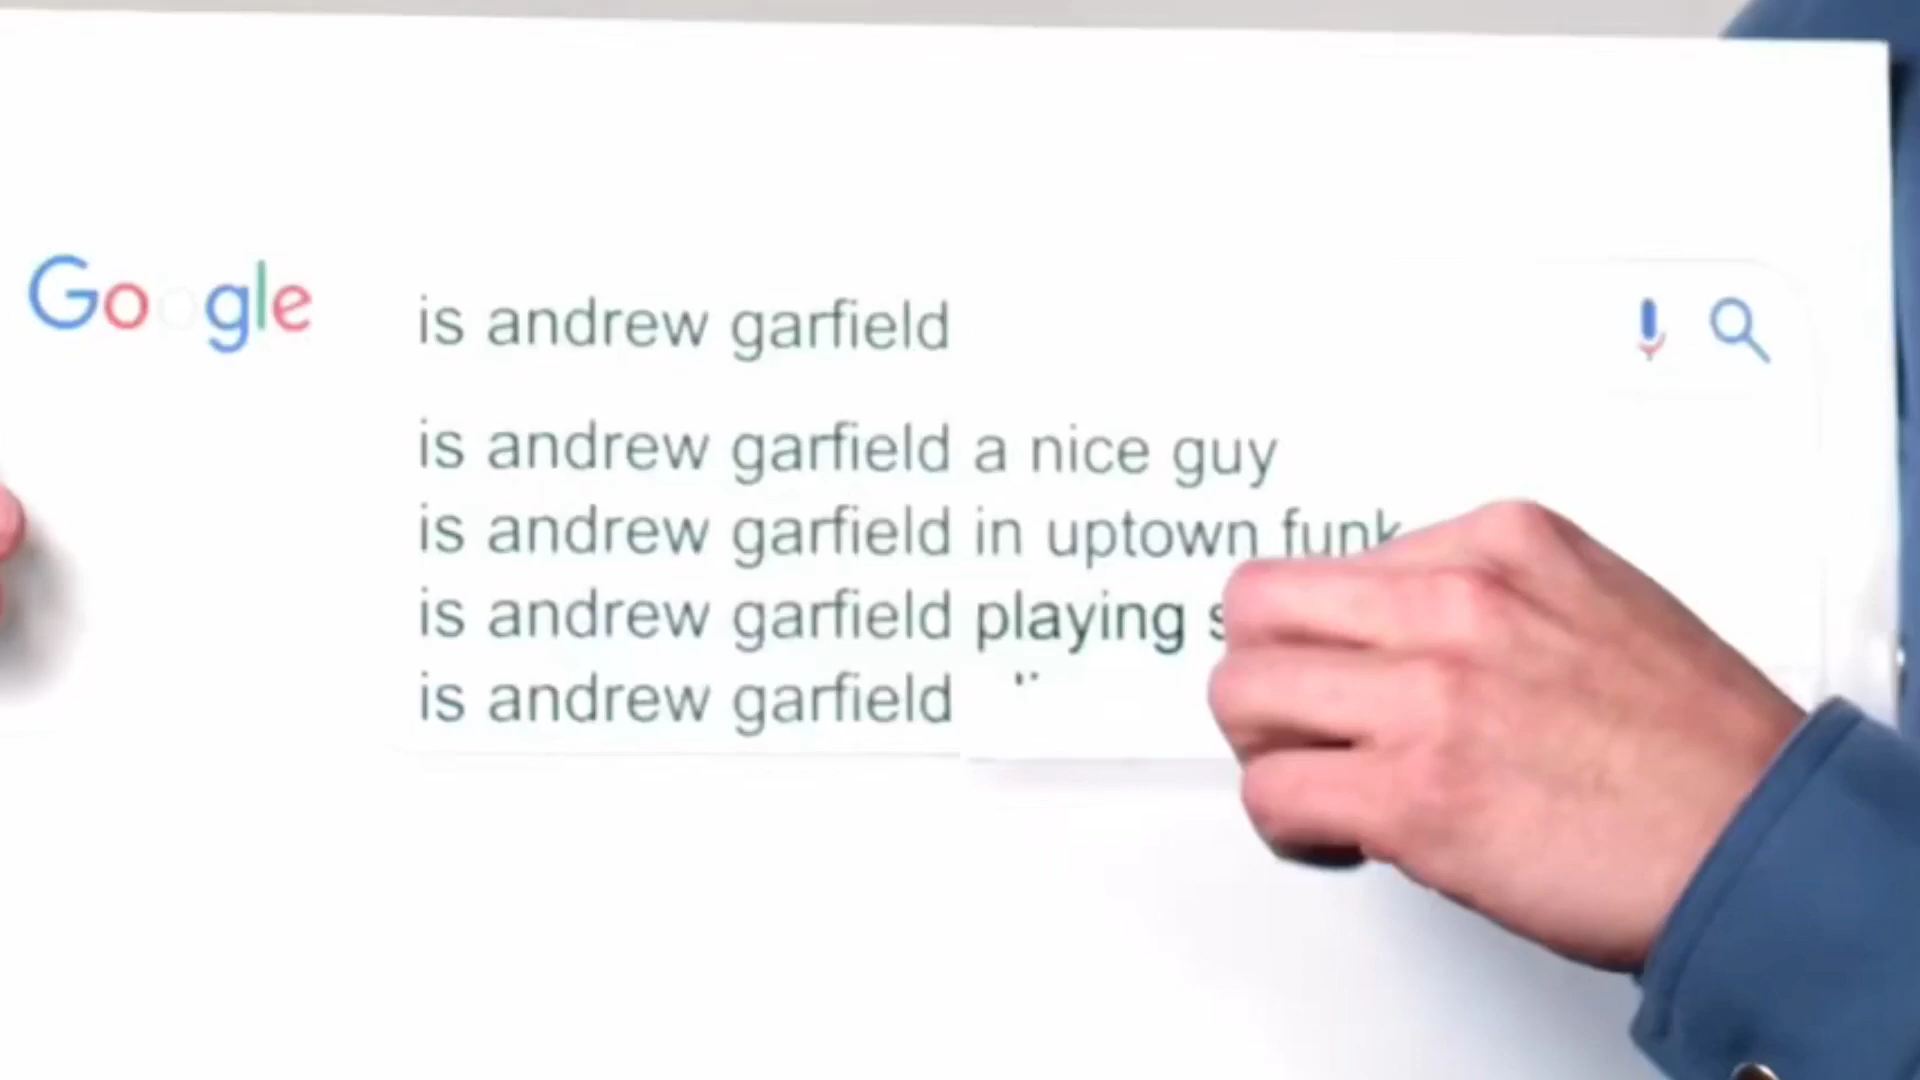 Google
is andrew garfield
is andrew garfield a nice guy
is andrew garfield in uptown funk
is andrew garfield playing
is andrew garfield